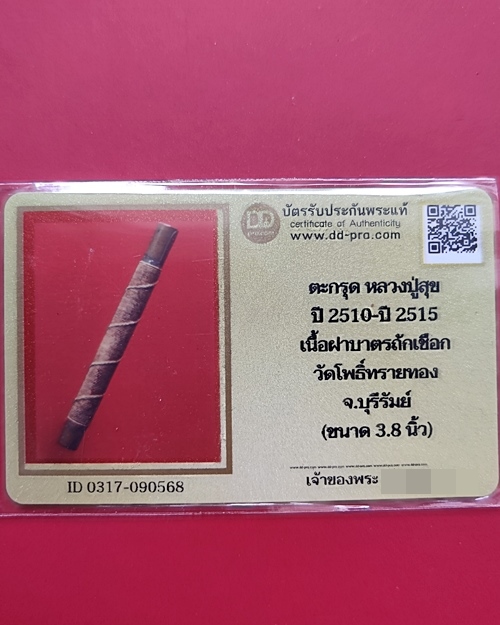 DD
บัตรรับประกันพระแท้
certificate of Authenticity
www.dd-pra.com
ตะกรุด หลวงปู่สุข
ปี 2510-ปี 2515
เนื้อฝาบาตรถักเชือก
วัดโพธิ์ทรายทอง
จ.บุรีรัมย์
(ขนาด 3.8 นิ้ว)
เจ้าของพระ
ID 0317-090568